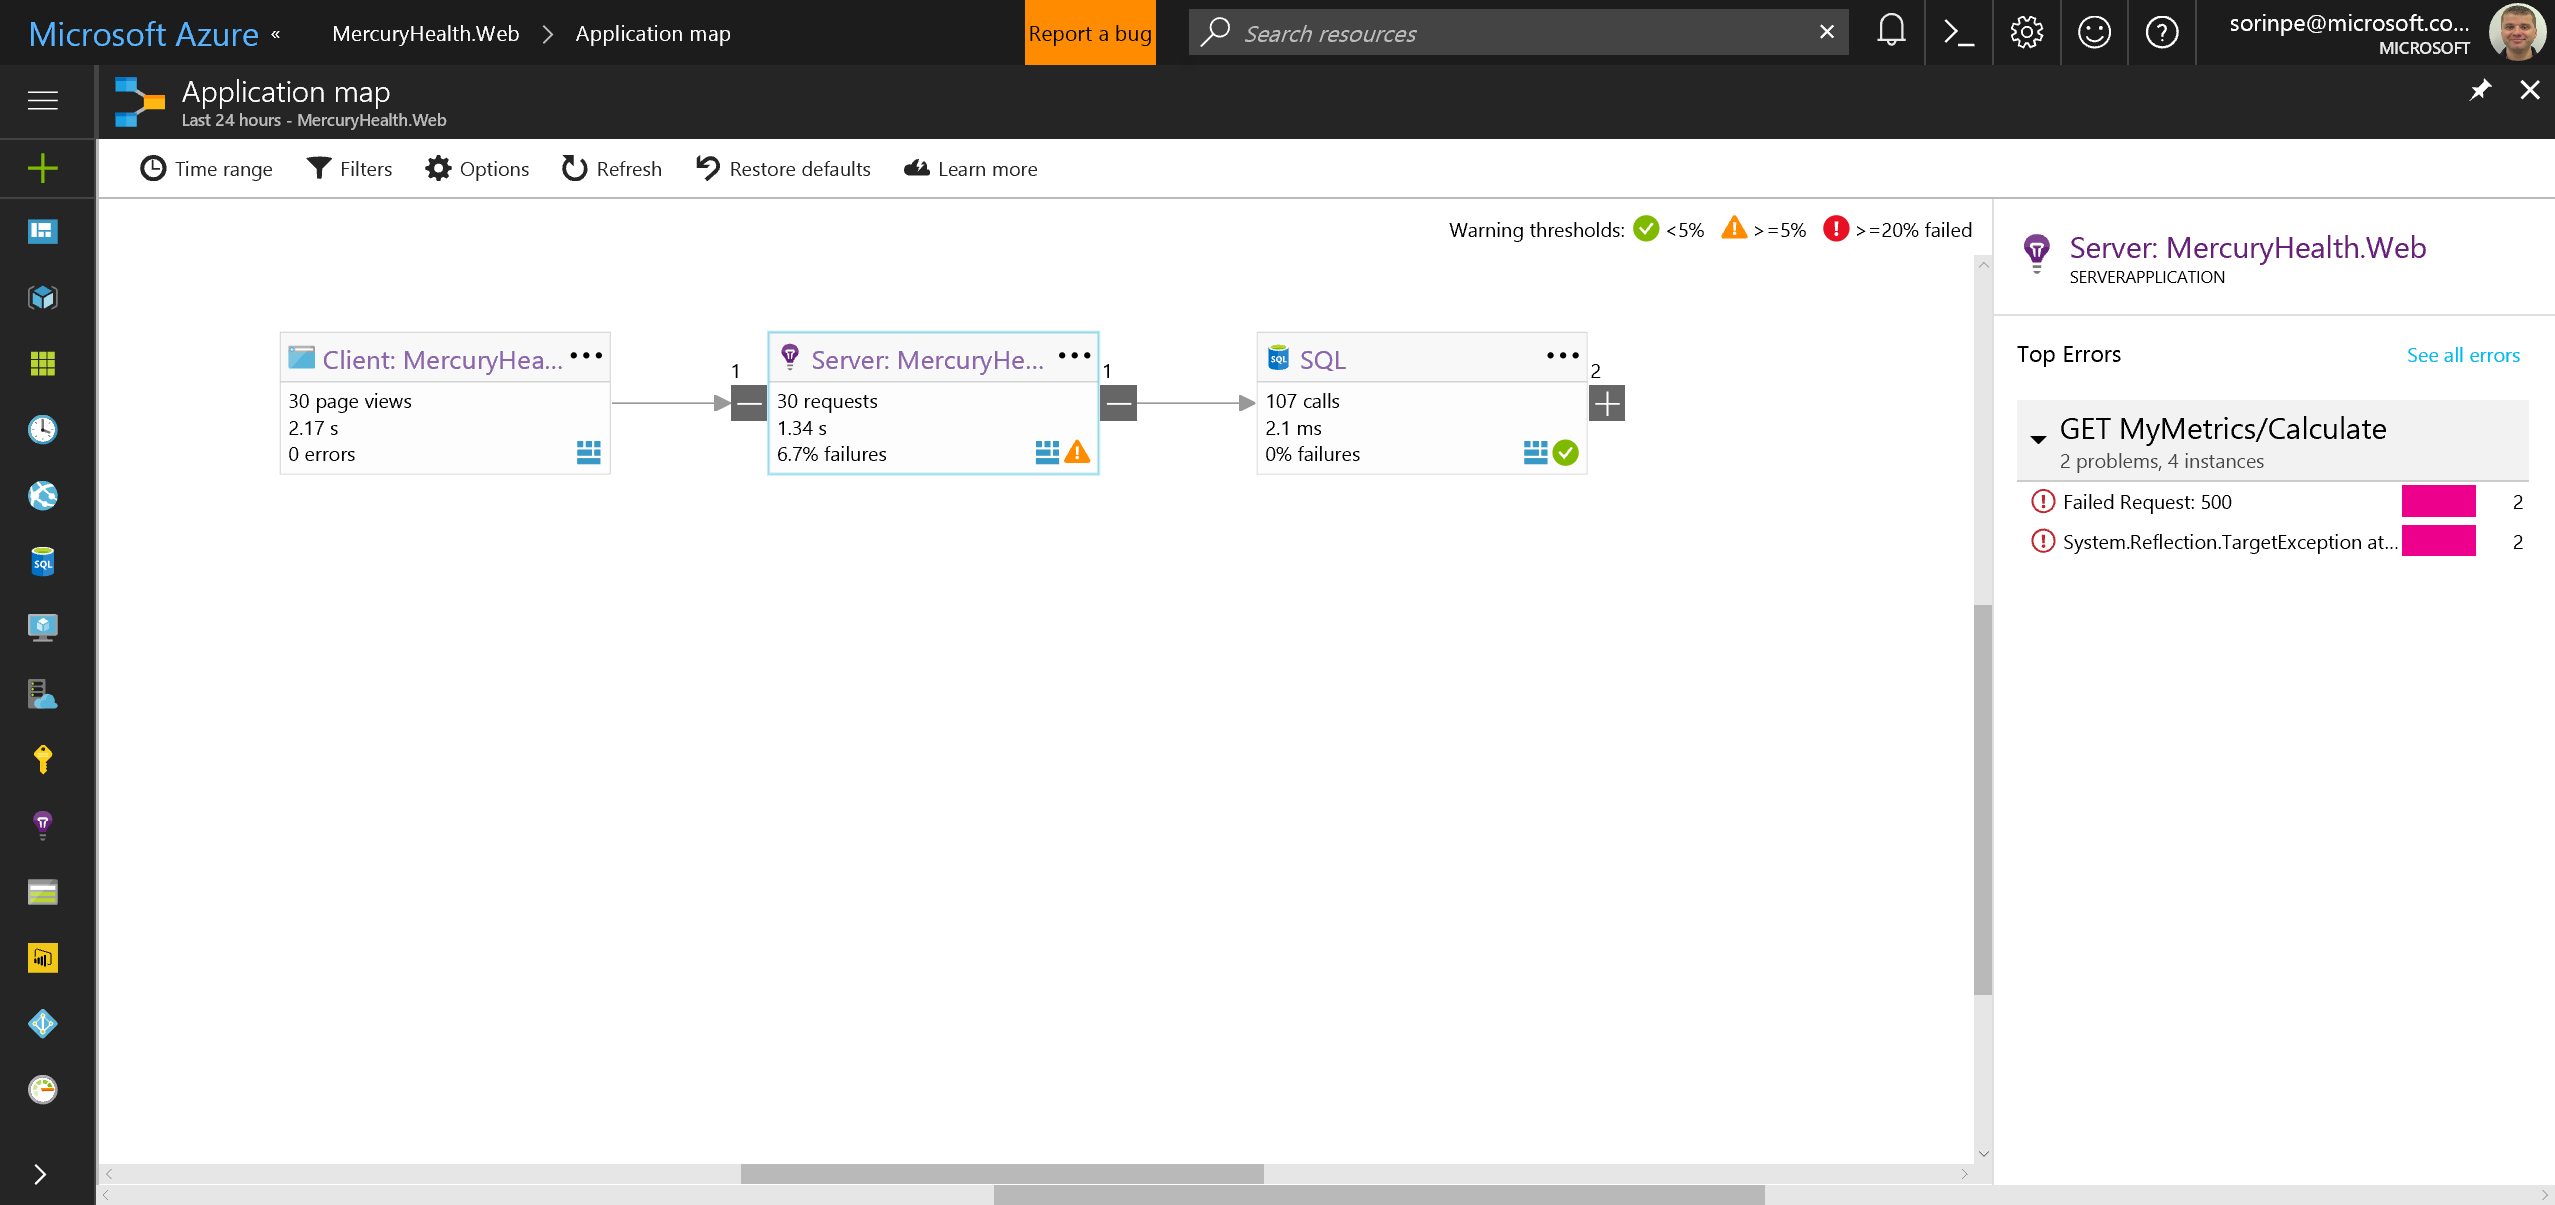 Microsoft Azure «
MercuryHealth.Web > Application map
Report a bug
Search resources
sorinpe@microsoft.co...
MICROSOFT
Application map
Last 24 hours - MercuryHealth.Web
Time range
Filters
Options
Refresh
Restore defaults
Learn more
Warning thresholds: <5% >=5% >=20% failed
Client: MercuryHea... •••
30 page views
2.17 s
0 errors
1
Server: MercuryHe... •••
30 requests
1.34 s
6.7% failures
1
SQL
SQL •••
107 calls
2.1 ms
0% failures
2
Server: MercuryHealth.Web
SERVERAPPLICATION
Top Errors
See all errors
GET MyMetrics/Calculate
2 problems, 4 instances
Failed Request: 500 2
System.Reflection.TargetException at... 2
SQL